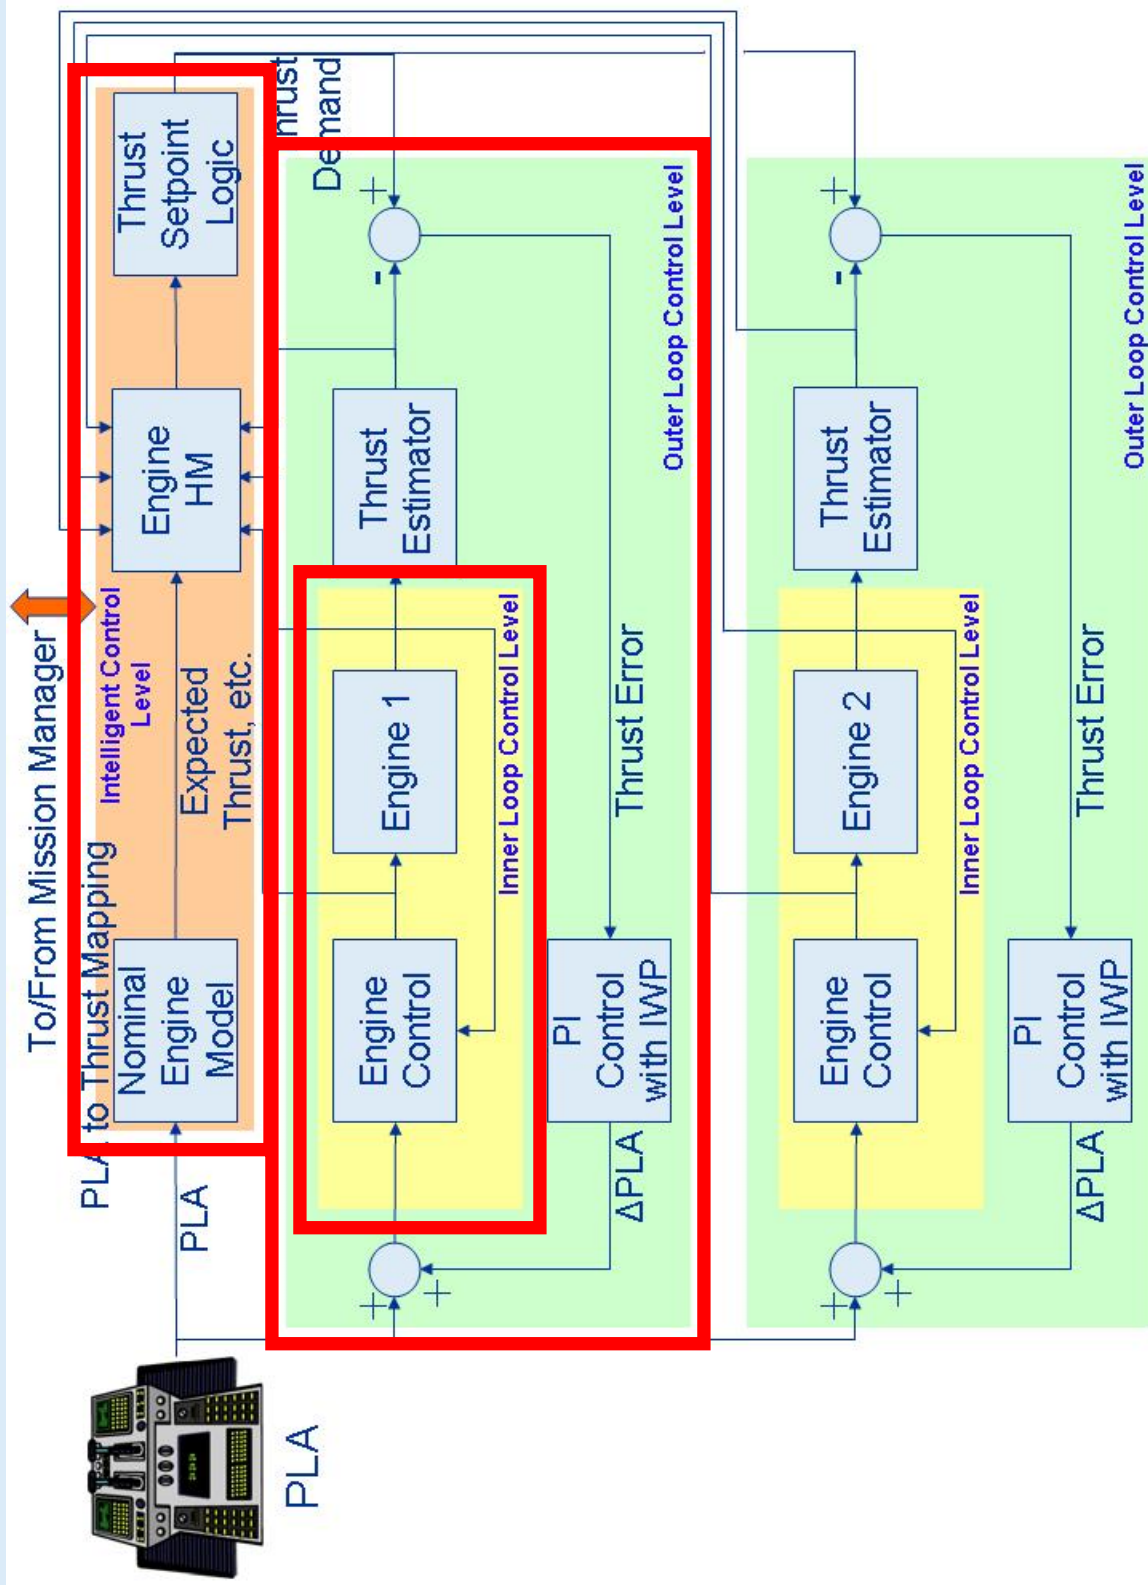 To/From Mission Manager
PLA to Thrust Mapping
PLA
PLA
Nominal
Engine
Model
Intelligent Control
Level
Expected
Thrust, etc.
Engine
HM
Thrust
Setpoint
Logic
hrust
Demand
+
+
Engine
Control
Engine 1
Inner Loop Control Level
Thrust
Estimator
-
+
ΔPLA
PI
Control
with IWP
Thrust Error
Outer Loop Control Level
+
+
Engine
Control
Engine 2
Inner Loop Control Level
Thrust
Estimator
-
+
ΔPLA
PI
Control
with IWP
Thrust Error
Outer Loop Control Level